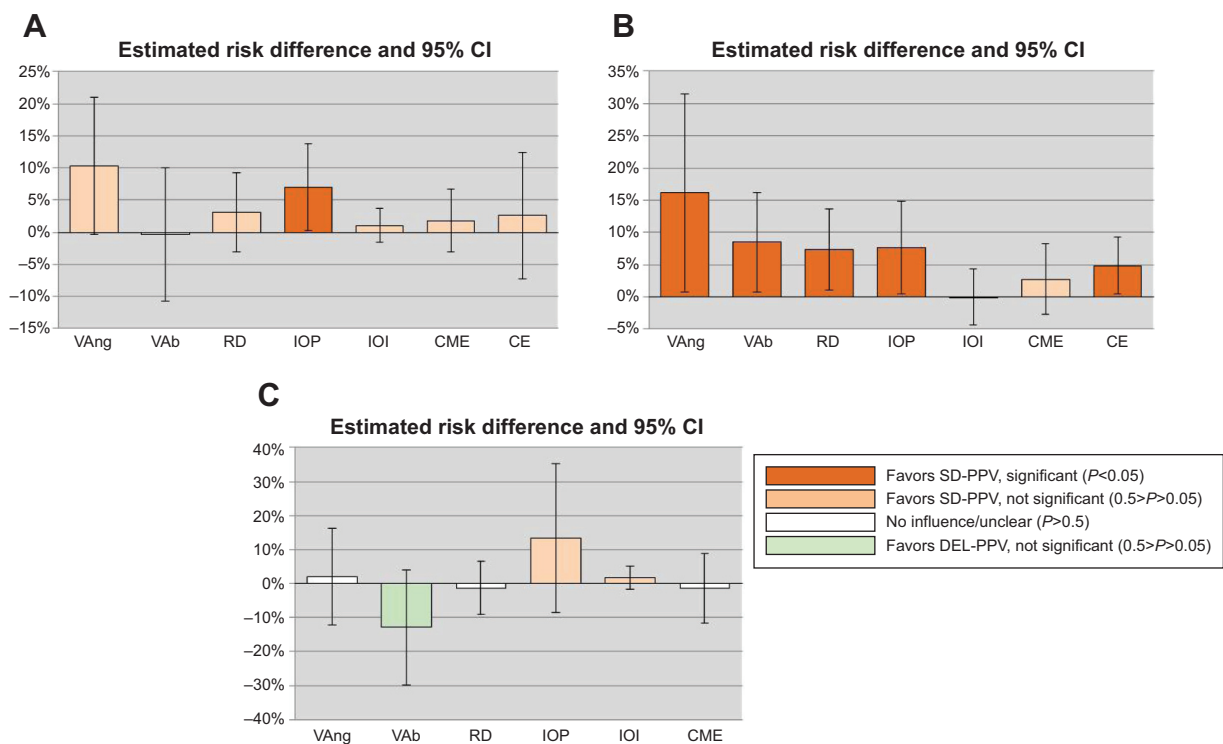 A
Estimated risk difference and 95% CI
25%
20%
15%
10%
5%
0%
–5%
–10%
–15%
VAng VAb RD IOP IOI CME CE
B
Estimated risk difference and 95% CI
35%
30%
25%
20%
15%
10%
5%
0%
–5%
VAng VAb RD IOP IOI CME CE
C
Estimated risk difference and 95% CI
40%
30%
20%
10%
0%
–10%
–20%
–30%
–40%
VAng VAb RD IOP IOI CME
Favors SD-PPV, significant (P<0.05)
Favors SD-PPV, not significant (0.5>P>0.05)
No influence/unclear (P>0.5)
Favors DEL-PPV, not significant (0.5>P>0.05)